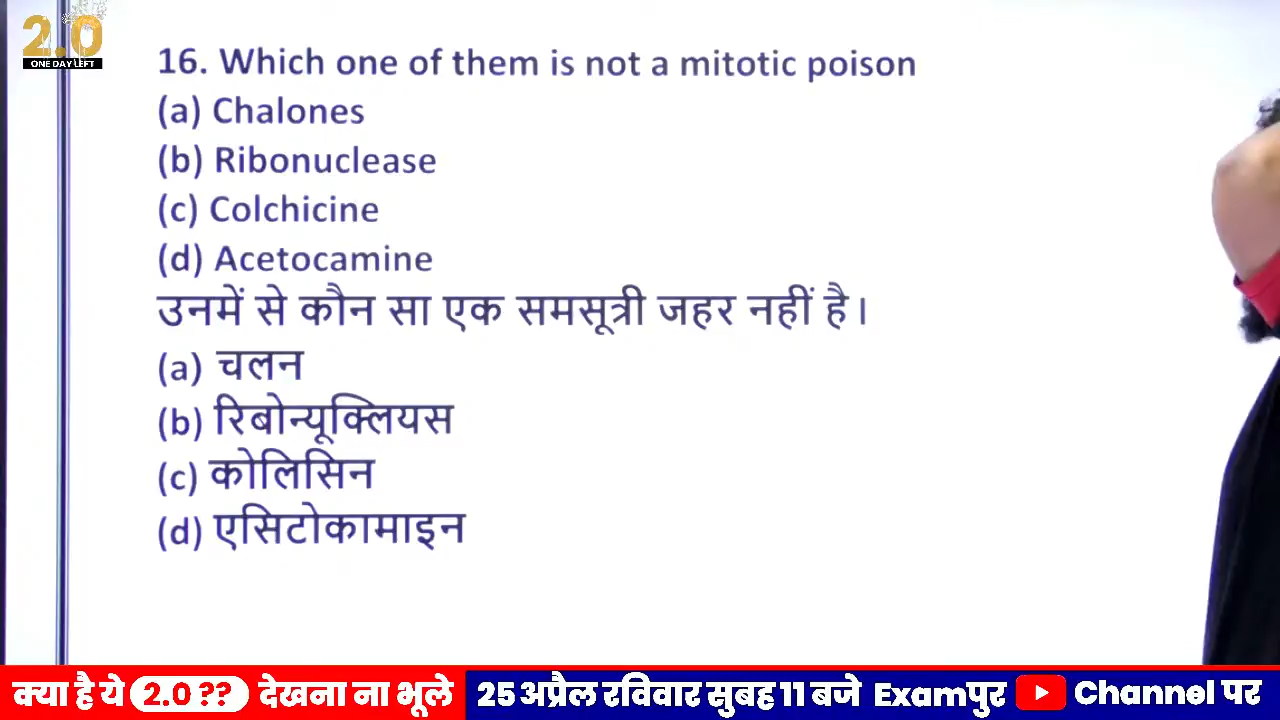 2.0
ONE DAY LEFT
16. Which one of them is not a mitotic poison
(a) Chalones
(b) Ribonuclease
(c) Colchicine
(d) Acetocamine
उनमें से कौन सा एक समसूत्री जहर नहीं है।
(a) चलन
(b) रिबोन्यूक्लियस
(c) कोलिसिन
(d) एसिटोकामाइन
क्या है ये 2.0 ?? देखना ना भूले 25 अप्रैल रविवार सुबह 11 बजे Examपुर Channel पर